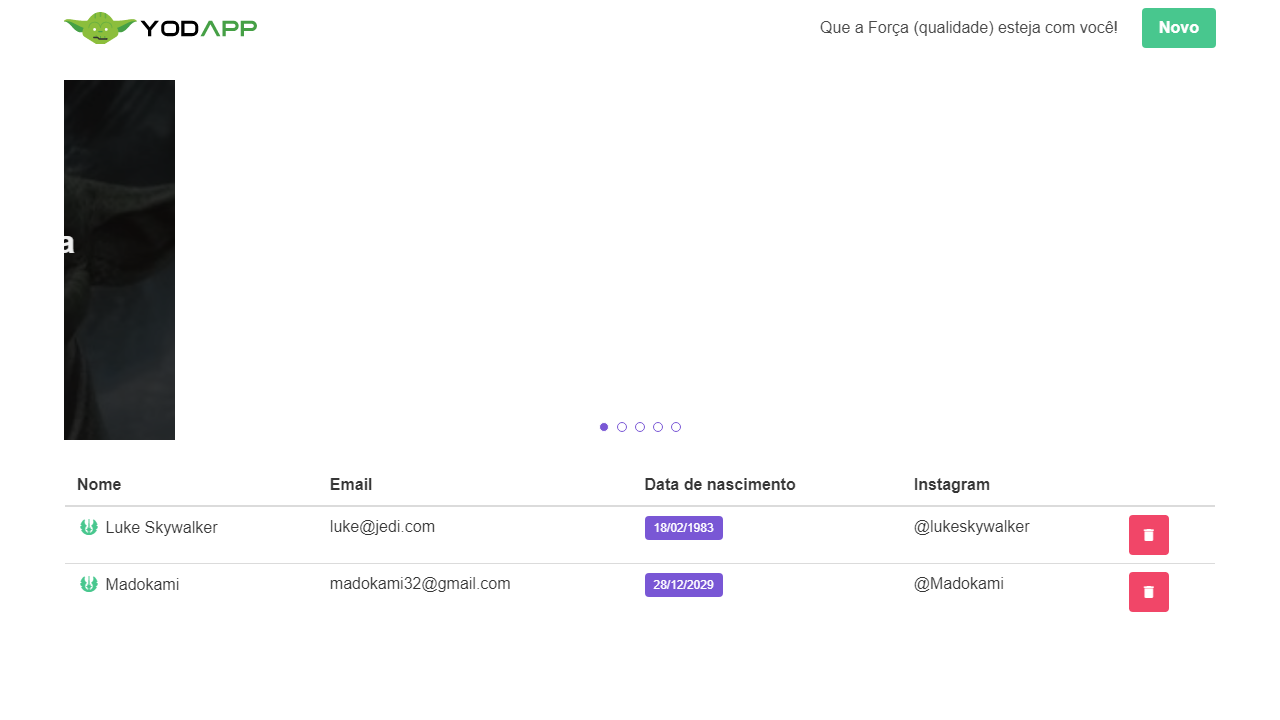 YODAPP
Que a Força (qualidade) esteja com você!
Novo
a
Nome Email Data de nascimento Instagram
Luke Skywalker luke@jedi.com 18/02/1983 @lukeskywalker
Madokami madokami32@gmail.com 28/12/2029 @Madokami